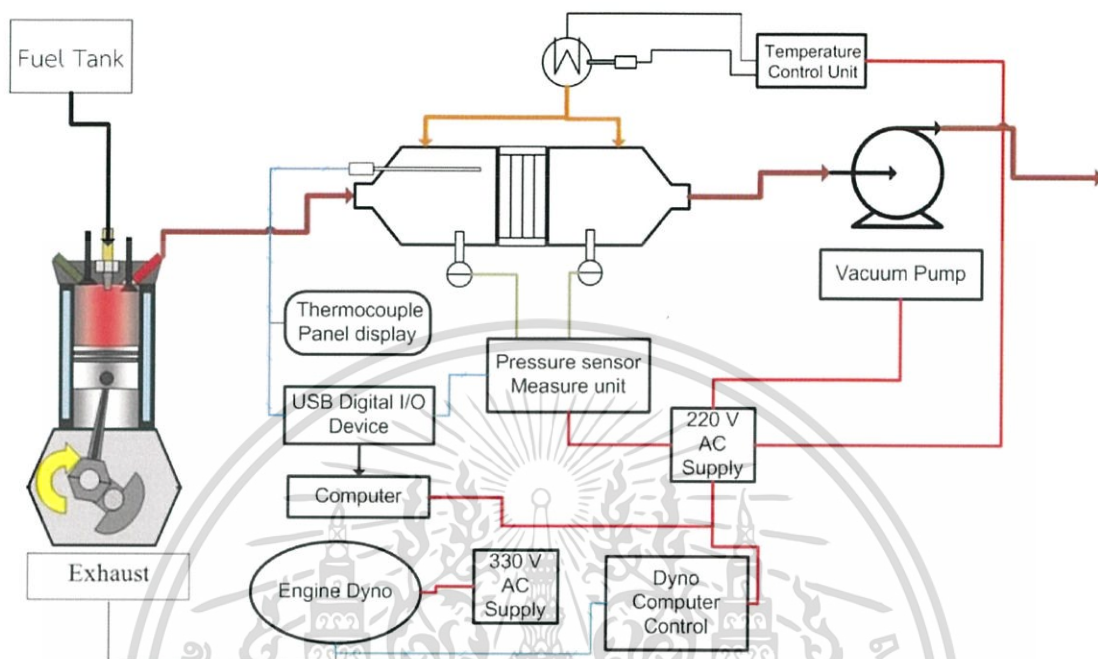 Fuel Tank
Temperature
Control Unit
Thermocouple
Panel display
Pressure sensor
Measure unit
Vacuum Pump
USB Digital I/O
Device
220 V
AC
Supply
Computer
Exhaust
Engine Dyno
330 V
AC
Supply
Dyno
Computer
Control